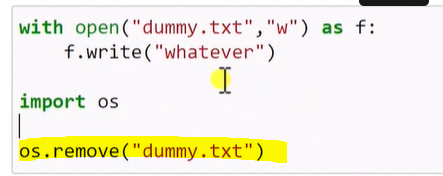 with open("dummy.txt","w") as f:
    f.write("whatever")
import os
os.remove("dummy.txt")